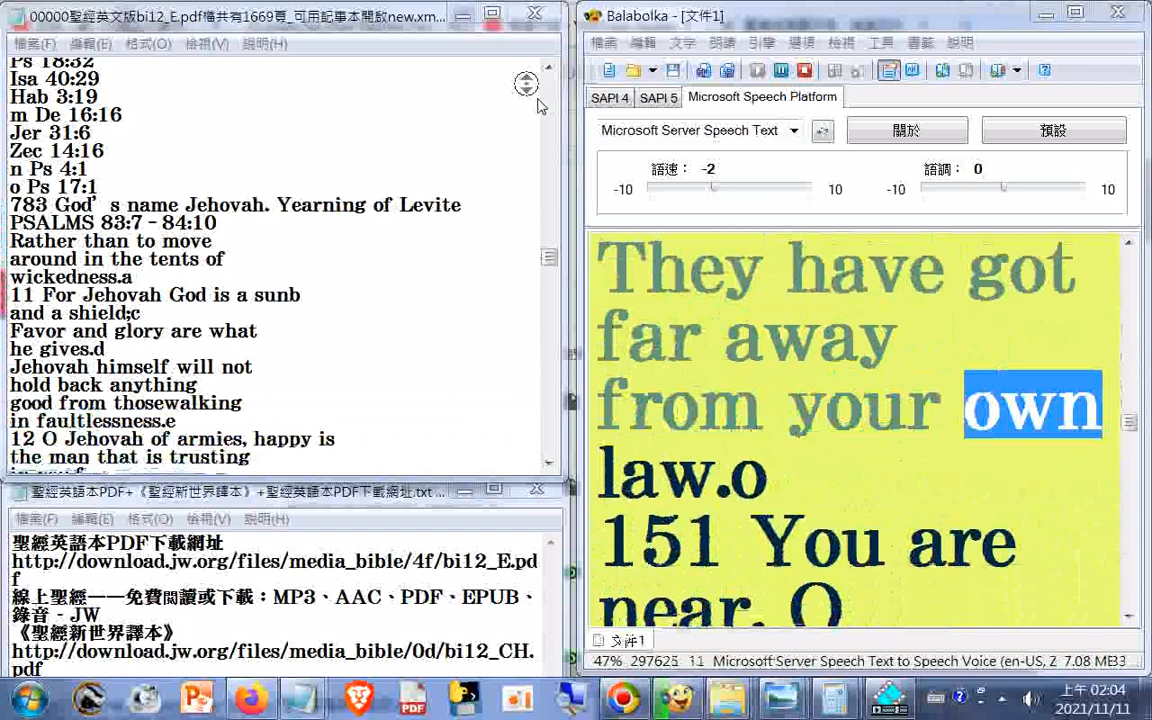 00000聖經英文版bi12_E.pdf檔共有1669頁_可用記事本開啟new.xm...
檔案(F) 編輯(E) 格式(O) 檢視(V) 說明(H)
Ps 18:32
Isa 40:29
Hab 3:19
m De 16:16
Jer 31:6
Zec 14:16
n Ps 4:1
o Ps 17:1
783 God's name Jehovah. Yearning of Levite
PSALMS 83:7–84:10
Rather than to move
around in the tents of
wickedness.a
11 For Jehovah God is a sunb
and a shield;c
Favor and glory are what
he gives.d
Jehovah himself will not
hold back anything
good from thosewalking
in faultlessness.e
12 O Jehovah of armies, happy is
the man that is trusting
聖經英語本PDF+《聖經新世界譯本》+聖經英語本PDF下載網址.txt ...
檔案(F) 編輯(E) 格式(O) 檢視(V) 說明(H)
聖經英語本PDF下載網址
http://download.jw.org/files/media_bible/4f/bi12_E.pd
f
線上聖經——免費閱讀或下載：MP3、AAC、PDF、EPUB、
錄音 - JW
《聖經新世界譯本》
http://download.jw.org/files/media_bible/0d/bi12_CH.
pdf
Balabolka - [文件1]
檔案 編輯 文字 朗讀 引擎 選項 檢視 工具 書籤 說明
SAPI 4 SAPI 5 Microsoft Speech Platform
Microsoft Server Speech Text 關於 預設
語速： -2 語調： 0
-10 10 -10 10
They have got
far away
from your own
law.o
151 You are
near, O
文件1
47% 297625 11 Microsoft Server Speech Text to Speech Voice (en-US, Z 7.08 MB33
上午 02:04
2021/11/11